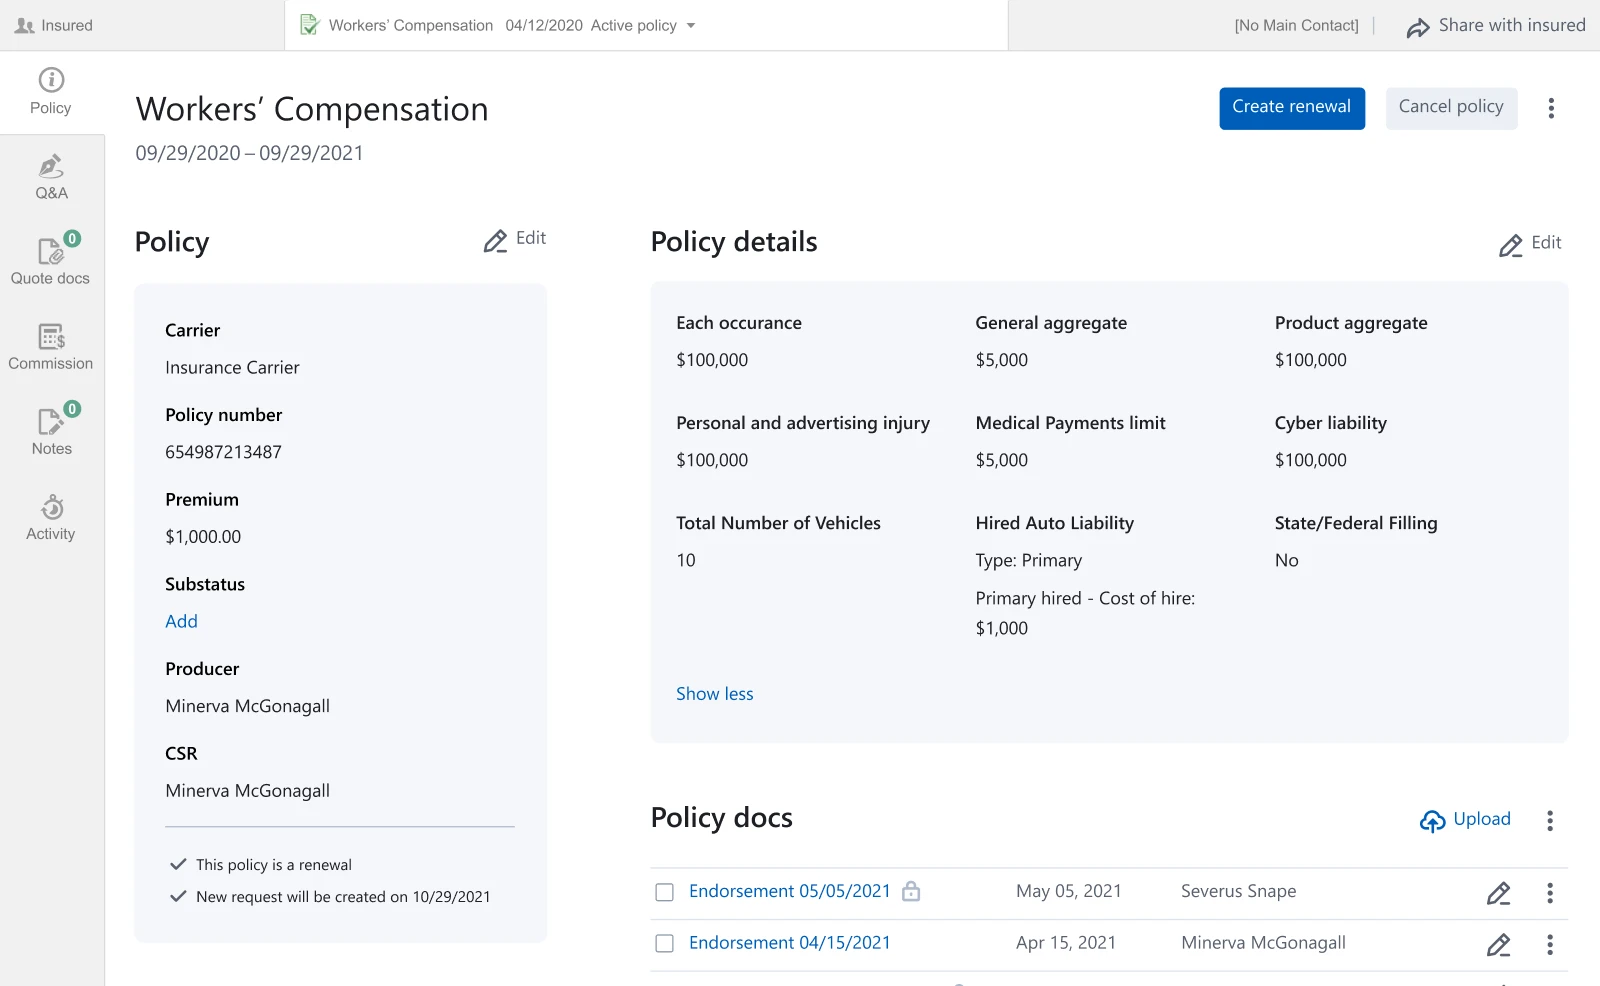 Insured
Workers’ Compensation 04/12/2020 Active policy
[No Main Contact]
Share with insured
Policy
Q&A
0
Quote docs
Commission
0
Notes
Activity
Workers’ Compensation
09/29/2020 – 09/29/2021
Create renewal
Cancel policy
Policy
Edit
Carrier
Insurance Carrier
Policy number
654987213487
Premium
$1,000.00
Substatus
Add
Producer
Minerva McGonagall
CSR
Minerva McGonagall
This policy is a renewal
New request will be created on 10/29/2021
Policy details
Edit
Each occurance
$100,000
General aggregate
$5,000
Product aggregate
$100,000
Personal and advertising injury
$100,000
Medical Payments limit
$5,000
Cyber liability
$100,000
Total Number of Vehicles
10
Hired Auto Liability
Type: Primary
Primary hired - Cost of hire:
$1,000
State/Federal Filling
No
Show less
Policy docs
Upload
Endorsement 05/05/2021 May 05, 2021 Severus Snape
Endorsement 04/15/2021 Apr 15, 2021 Minerva McGonagall